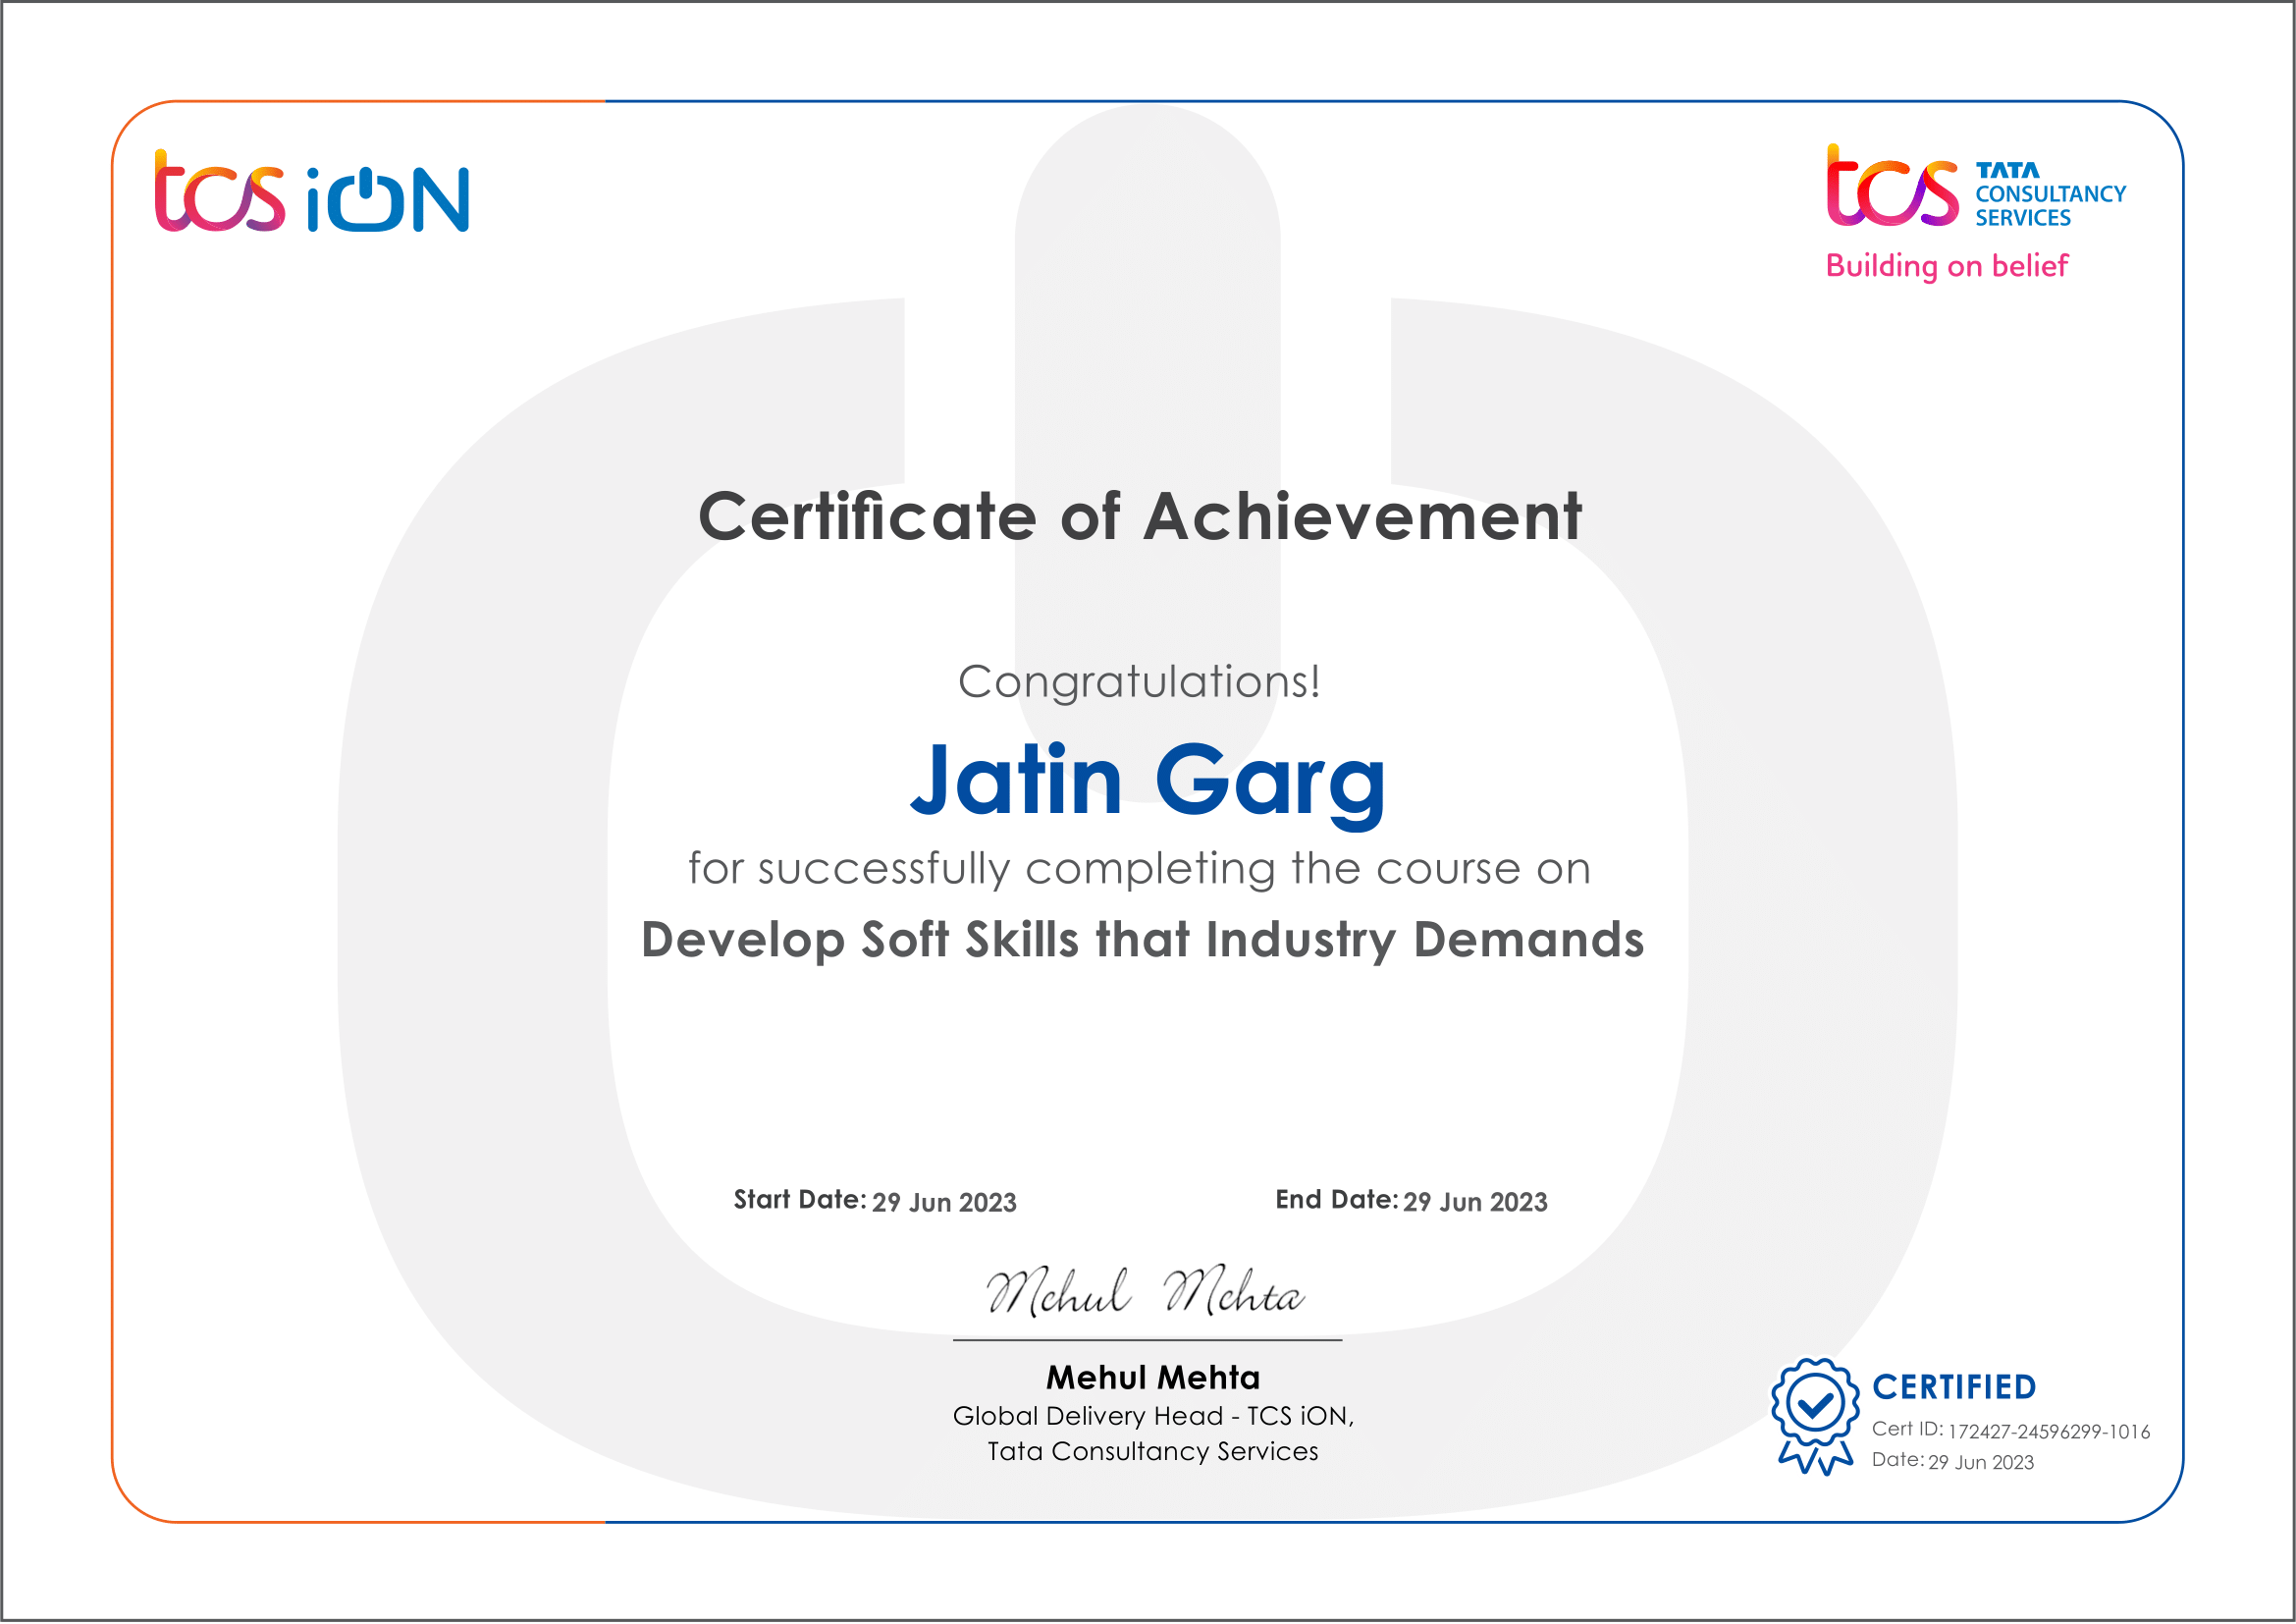 tcs iON
tcs TATA
CONSULTANCY
SERVICES
Building on belief
Certificate of Achievement
Congratulations!
Jatin Garg
for successfully completing the course on
Develop Soft Skills that Industry Demands
Start Date: 29 Jun 2023
End Date: 29 Jun 2023
Mehul Mehta
Mehul Mehta
Global Delivery Head - TCS iON,
Tata Consultancy Services
CERTIFIED
Cert ID: 172427-24596299-1016
Date: 29 Jun 2023